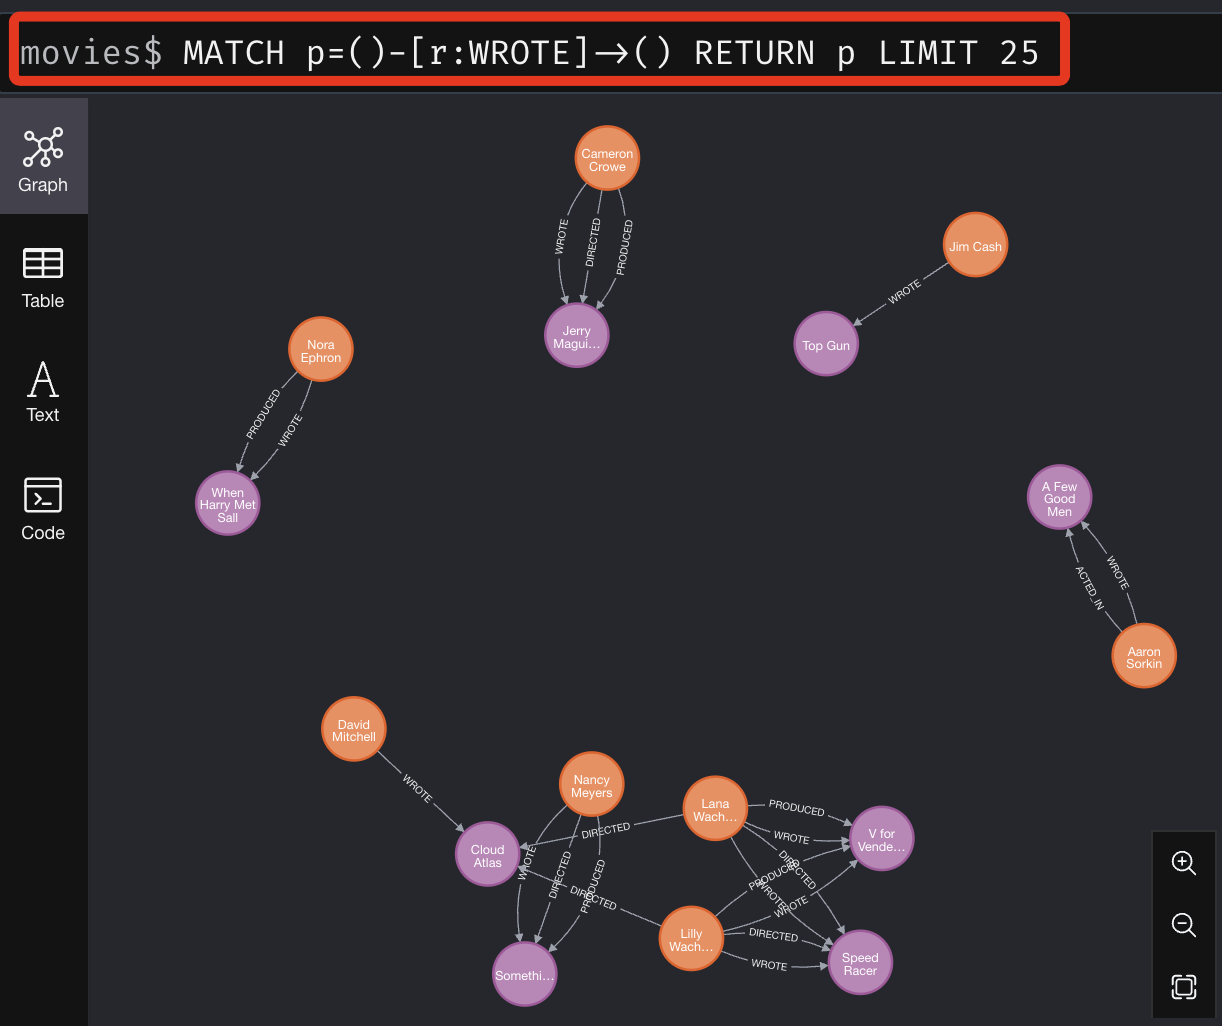 movies$ MATCH p=()-[r:WROTE]→() RETURN p LIMIT 25
Graph
Table
Text
Code
Cameron
Crowe
WROTE
DIRECTED
PRODUCED
Jerry
Magui...
Jim Cash
WROTE
Top Gun
Nora
Ephron
PRODUCED
WROTE
When
Harry Met
Sall
A Few
Good
Men
ACTED_IN
WROTE
Aaron
Sorkin
David
Mitchell
WROTE
Cloud
Atlas
Nancy
Meyers
WROTE
DIRECTED
PRODUCED
Somethi...
Lana
Wach...
DIRECTED
PRODUCED
WROTE
DIRECTED
WROTE
V for
Vende...
Lilly
Wach...
DIRECTED
PRODUCED
WROTE
DIRECTED
WROTE
Speed
Racer